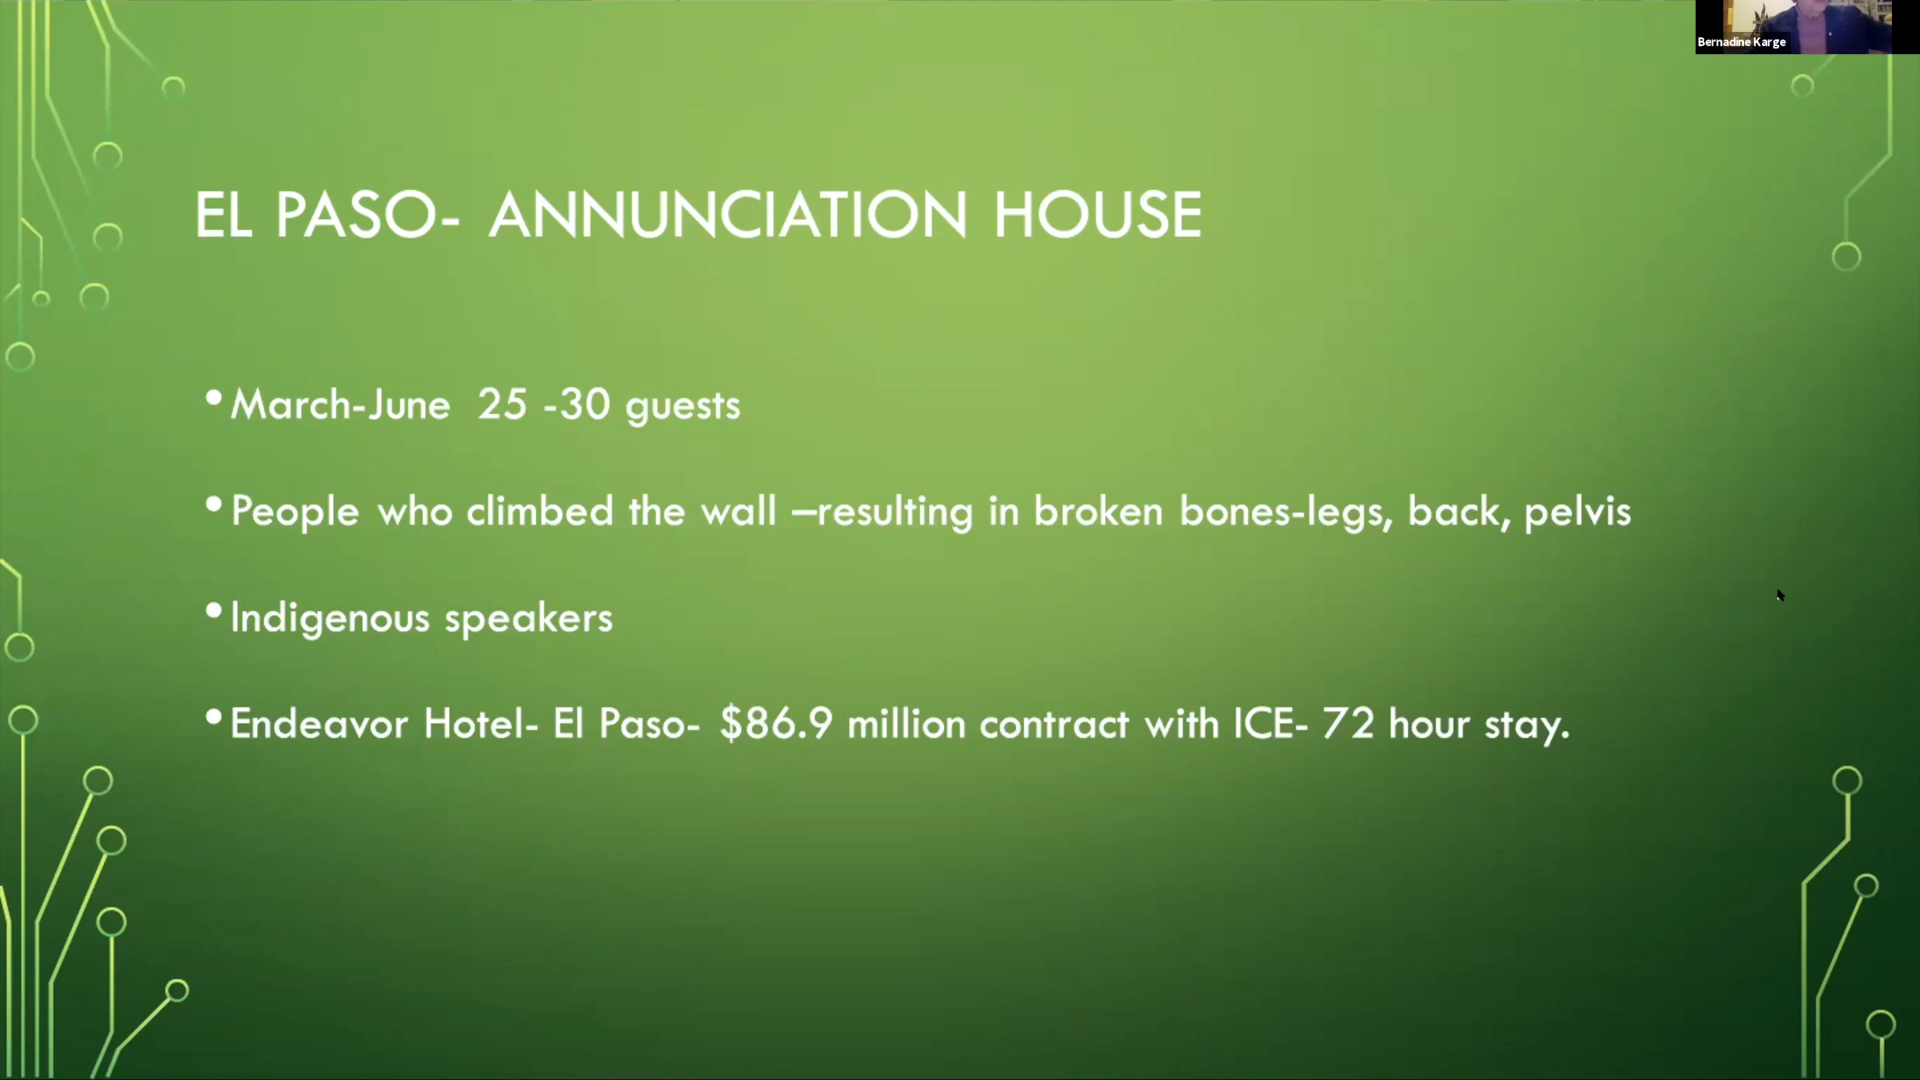 Bernadine Karge
EL PASO- ANNUNCIATION HOUSE
•March-June  25 -30 guests
•People who climbed the wall –resulting in broken bones-legs, back, pelvis
•Indigenous speakers
•Endeavor Hotel- El Paso- $86.9 million contract with ICE- 72 hour stay.